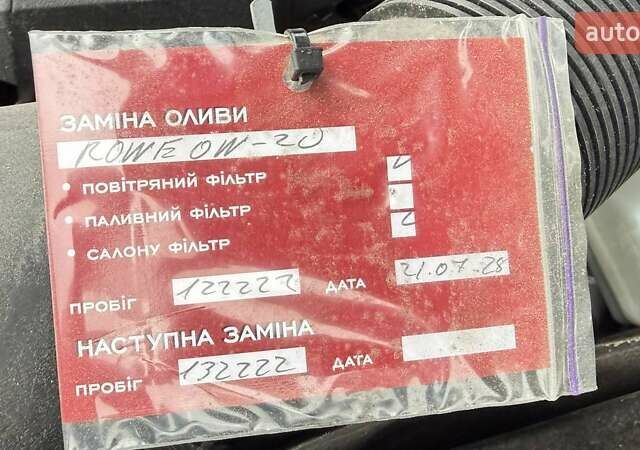 auto
ЗАМІНА ОЛИВИ
ROWE 0W-20
• ПОВІТРЯНИЙ ФІЛЬТР
• ПАЛИВНИЙ ФІЛЬТР
• САЛОНУ ФІЛЬТР
ПРОБІГ 122222 ДАТА 21.07.28
НАСТУПНА ЗАМІНА
ПРОБІГ 132222 ДАТА